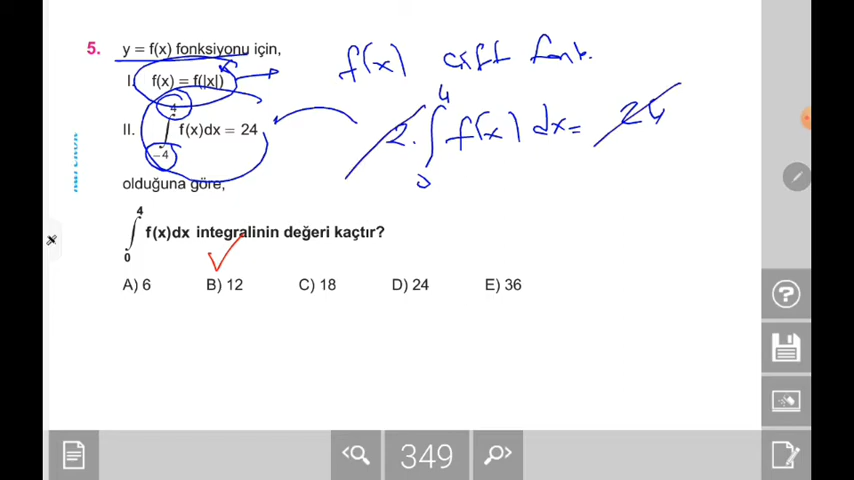 5. y = f(x) fonksiyonu için,
f(x) çift fonk.
I. f(x) = f(|x|)
II. ∫ f(x)dx = 24
4
-4
2. ∫ f(x) dx = 24
4
0
olduğuna göre,
4
∫ f(x)dx integralinin değeri kaçtır?
0
A) 6 B) 12 C) 18 D) 24 E) 36
349